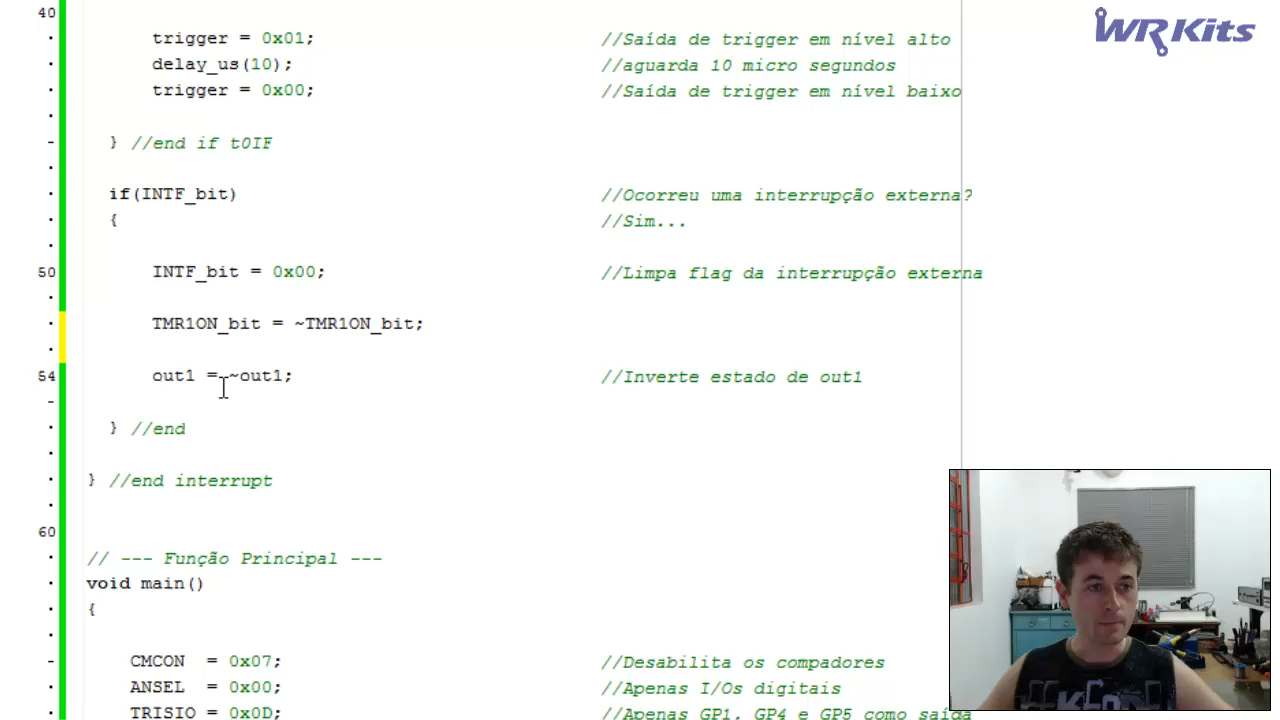 WR Kits
40
trigger = 0x01; //Saída de trigger em nível alto
delay_us(10); //aguarda 10 micro segundos
trigger = 0x00; //Saída de trigger em nível baixo
} //end if t0IF
if(INTF_bit) //Ocorreu uma interrupção externa?
{ //Sim...
50 INTF_bit = 0x00; //Limpa flag da interrupção externa
TMR1ON_bit = ~TMR1ON_bit;
54 out1 = ~out1; //Inverte estado de out1
} //end
} //end interrupt
60
// --- Função Principal ---
void main()
{
CMCON = 0x07; //Desabilita os compadores
ANSEL = 0x00; //Apenas I/Os digitais
TRISIO = 0x0D; //Apenas GP1, GP4 e GP5 como saída